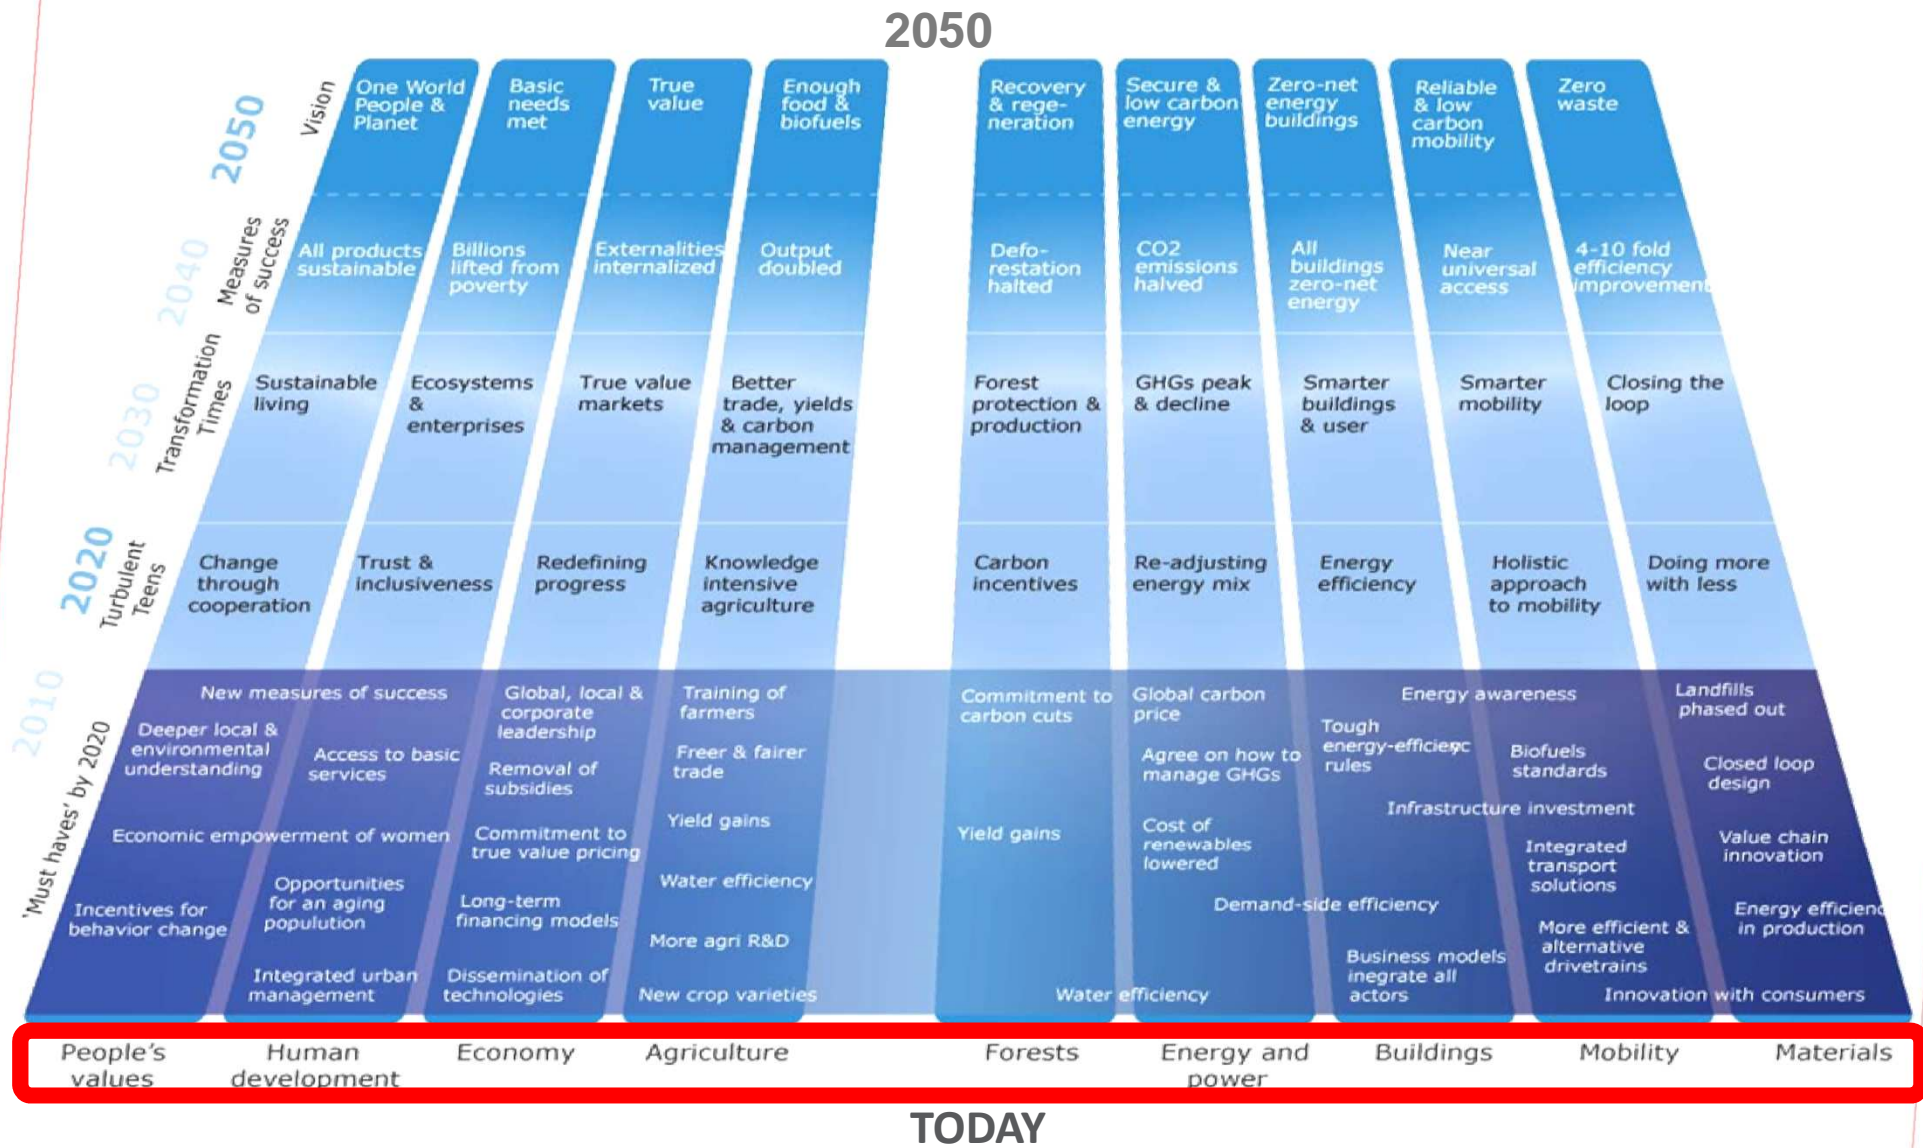 2050
2050
Vision
One World
People &
Planet
Basic
needs
met
True
value
Enough
food &
biofuels
Recovery
& rege-
neration
Secure &
low carbon
energy
Zero-net
energy
buildings
Reliable
& low
carbon
mobility
Zero
waste
2040
Measures
of success
All products
sustainable
Billions
lifted from
poverty
Externalities
internalized
Output
doubled
Defo-
restation
halted
CO2
emissions
halved
All
buildings
zero-net
energy
Near
universal
access
4-10 fold
efficiency
improvement
2030
Transformation
Times
Sustainable
living
Ecosystems
&
enterprises
True value
markets
Better
trade, yields
& carbon
management
Forest
protection &
production
GHGs peak
& decline
Smarter
buildings
& user
Smarter
mobility
Closing the
loop
2020
Turbulent
Teens
Change
through
cooperation
Trust &
inclusiveness
Redefining
progress
Knowledge
intensive
agriculture
Carbon
incentives
Re-adjusting
energy mix
Energy
efficiency
Holistic
approach
to mobility
Doing more
with less
2010
'Must haves' by 2020
New measures of success
Deeper local &
environmental
understanding
Access to basic
services
Economic empowerment of women
Opportunities
for an aging
populution
Incentives for
behavior change
Integrated urban
management
Global, local &
corporate
leadership
Removal of
subsidies
Commitment to
true value pricing
Long-term
financing models
Dissemination of
technologies
Training of
farmers
Freer & fairer
trade
Yield gains
Water efficiency
More agri R&D
New crop varieties
Commitment to
carbon cuts
Yield gains
Water efficiency
Global carbon
price
Agree on how to
manage GHGs
Cost of
renewables
lowered
Demand-side efficiency
Energy awareness
Tough
energy-efficienc
rules
Infrastructure investment
Business models
inegrate all
actors
Biofuels
standards
Integrated
transport
solutions
More efficient &
alternative
drivetrains
Innovation with consumers
Landfills
phased out
Closed loop
design
Value chain
innovation
Energy efficienc
in production
People's
values
Human
development
Economy
Agriculture
Forests
Energy and
power
Buildings
Mobility
Materials
TODAY